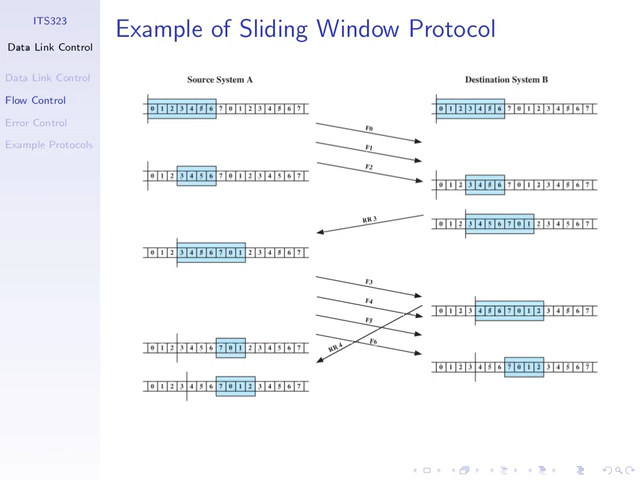 ITS323
Data Link Control
Data Link Control
Flow Control
Error Control
Example Protocols
Example of Sliding Window Protocol
Source System A
Destination System B
0 1 2 3 4 5 6 7 0 1 2 3 4 5 6 7
0 1 2 3 4 5 6 7 0 1 2 3 4 5 6 7
F0
F1
F2
0 1 2 3 4 5 6 7 0 1 2 3 4 5 6 7
0 1 2 3 4 5 6 7 0 1 2 3 4 5 6 7
RR 3
0 1 2 3 4 5 6 7 0 1 2 3 4 5 6 7
0 1 2 3 4 5 6 7 0 1 2 3 4 5 6 7
F3
F4
F5
F6
RR 4
0 1 2 3 4 5 6 7 0 1 2 3 4 5 6 7
0 1 2 3 4 5 6 7 0 1 2 3 4 5 6 7
0 1 2 3 4 5 6 7 0 1 2 3 4 5 6 7
0 1 2 3 4 5 6 7 0 1 2 3 4 5 6 7